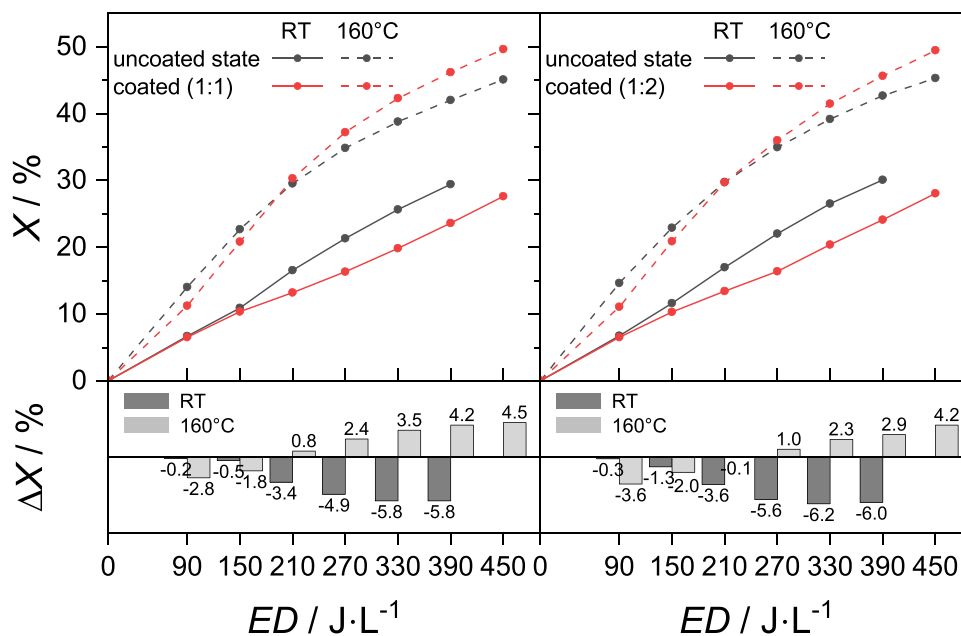 RT 160°C RT 160°C
uncoated state uncoated state
coated (1:1) coated (1:2)
50
40
30
20
10
0
X / %
RT
160°C
-0.2 -2.8 -0.5 -1.8 -3.4 0.8 -4.9 2.4 -5.8 3.5 -5.8 4.2 4.5
-0.3 -3.6 -1.3 -2.0 -3.6 -0.1 -5.6 1.0 -6.2 2.3 -6.0 2.9 4.2
ΔX / %
0 90 150 210 270 330 390 450 0 90 150 210 270 330 390 450
ED / J·L⁻¹ ED / J·L⁻¹